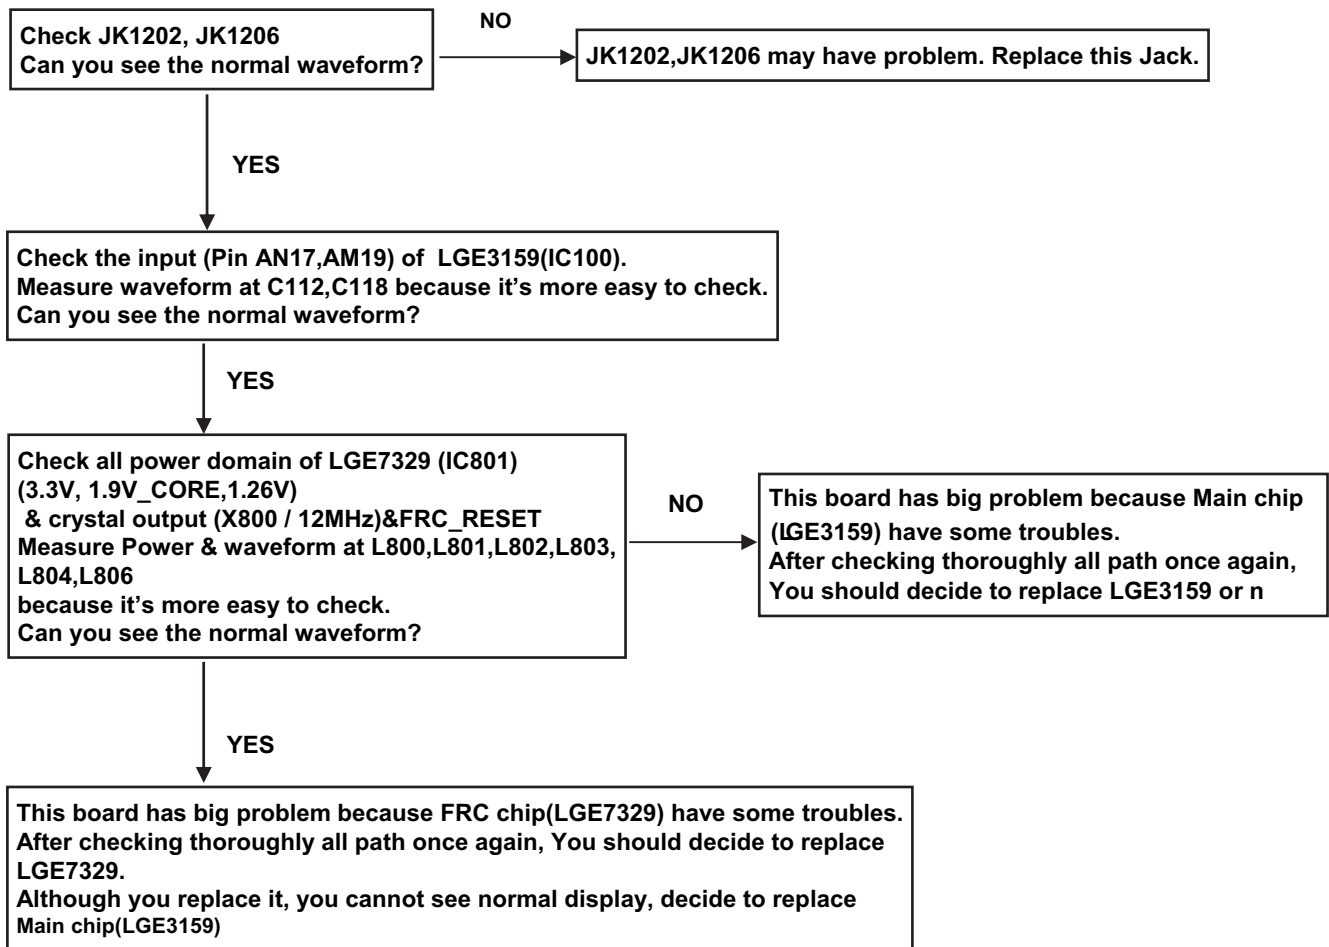 Check JK1202, JK1206
Can you see the normal waveform?
NO
JK1202,JK1206 may have problem. Replace this Jack.
YES
Check the input (Pin AN17,AM19) of LGE3159(IC100).
Measure waveform at C112,C118 because it's more easy to check.
Can you see the normal waveform?
YES
Check all power domain of LGE7329 (IC801)
(3.3V, 1.9V_CORE,1.26V)
& crystal output (X800 / 12MHz)&FRC_RESET
Measure Power & waveform at L800,L801,L802,L803,
L804,L806
because it's more easy to check.
Can you see the normal waveform?
NO
This board has big problem because Main chip
(LGE3159) have some troubles.
After checking thoroughly all path once again,
You should decide to replace LGE3159 or n
YES
This board has big problem because FRC chip(LGE7329) have some troubles.
After checking thoroughly all path once again, You should decide to replace
LGE7329.
Although you replace it, you cannot see normal display, decide to replace
Main chip(LGE3159)